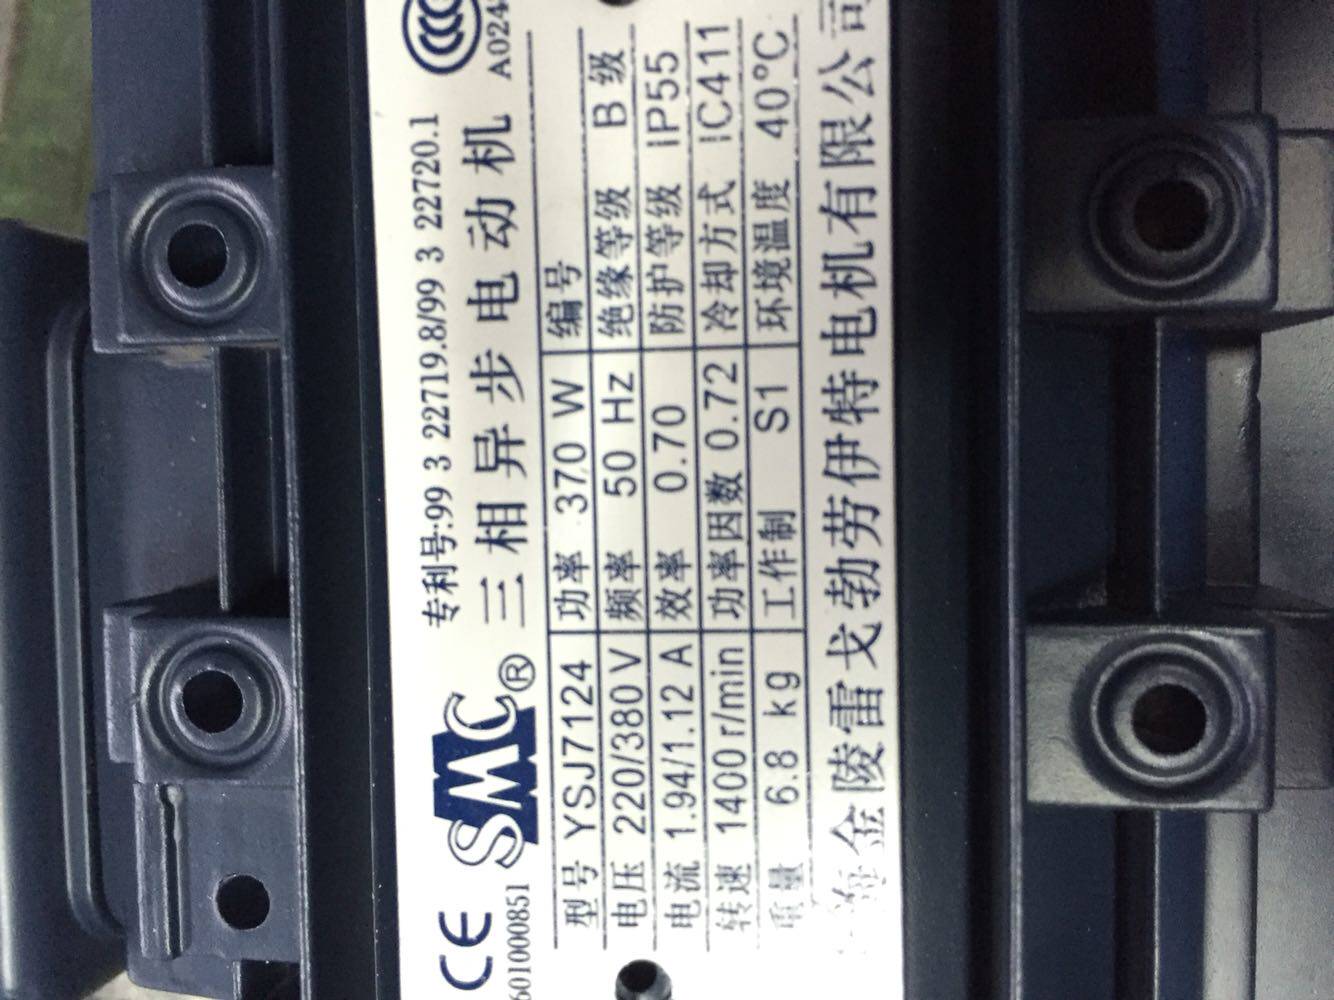 专利号:99 3 22719.8/99 3 22720.1
CE SMC® 三相异步电动机
601000851 A024
型号 YSJ7124 功率 370 W 编号
电压 220/380 V 频率 50 Hz 绝缘等级 B 级
电流 1.94/1.12 A 效率 0.70 防护等级 IP55
转速 1400 r/min 功率因数 0.72 冷却方式 IC411
重量 6.8 kg 工作制 S1 环境温度 40°C
海金陵雷戈勃劳伊特电机有限公司